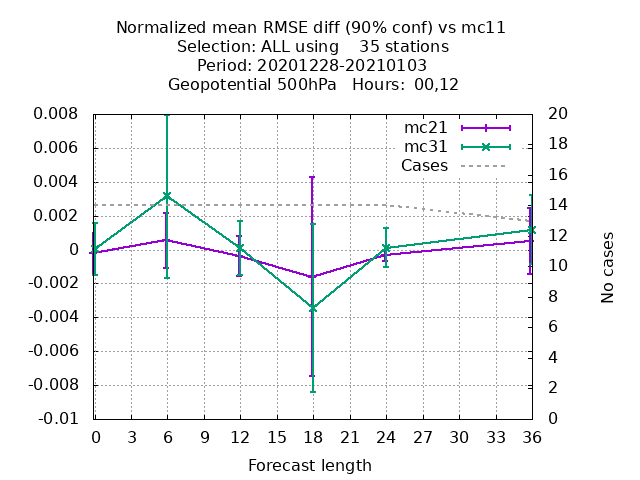 Normalized mean RMSE diff (90% conf) vs mc11
Selection: ALL using    35 stations
Period: 20201228-20210103
Geopotential 500hPa   Hours: 00,12
mc21
mc31
Cases
0.008
0.006
0.004
0.002
0
-0.002
-0.004
-0.006
-0.008
-0.01
20
18
16
14
12
10
8
6
4
2
0
No cases
0 3 6 9 12 15 18 21 24 27 30 33 36
Forecast length